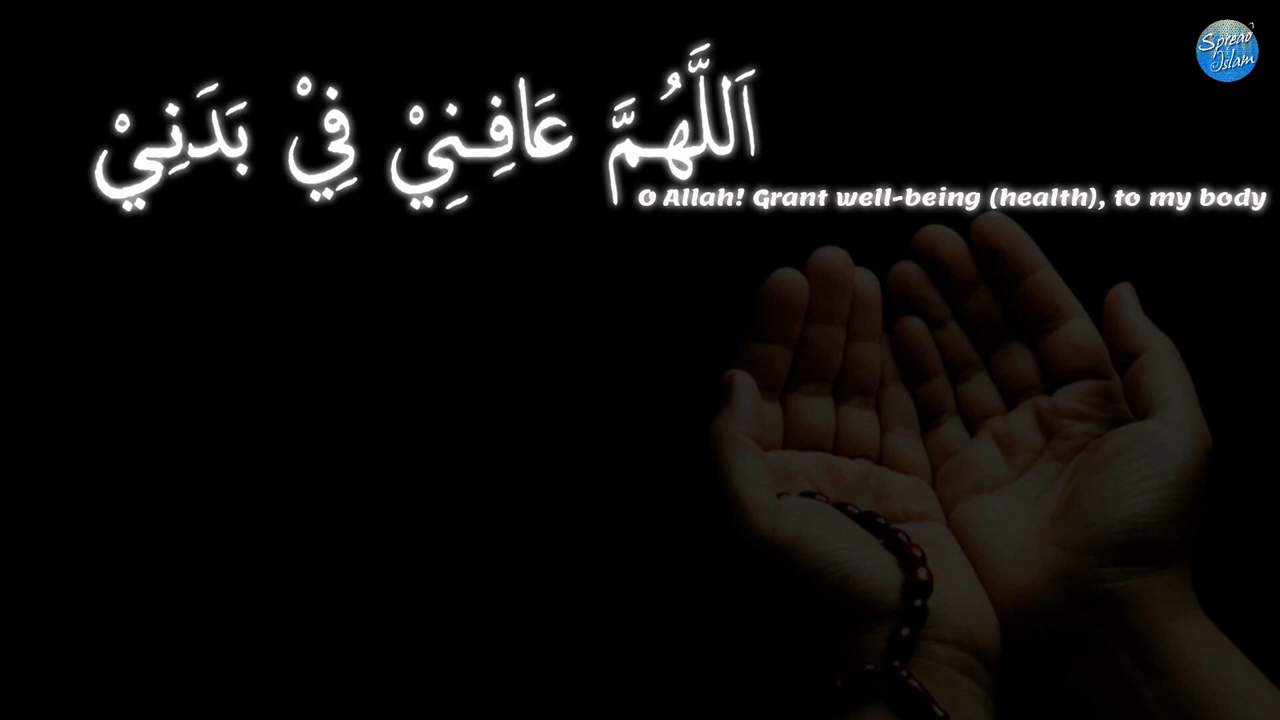 اَللَّهُمَّ عَافِنِيْ فِيْ بَدَنِيْ
O Allah! Grant well-being (health), to my body
Spread
Islam